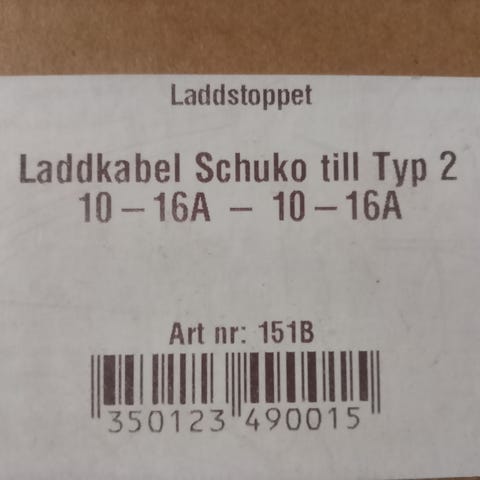 Laddstoppet
Laddkabel Schuko till Typ 2
10 – 16A – 10 – 16A
Art nr: 151B
350123 490015